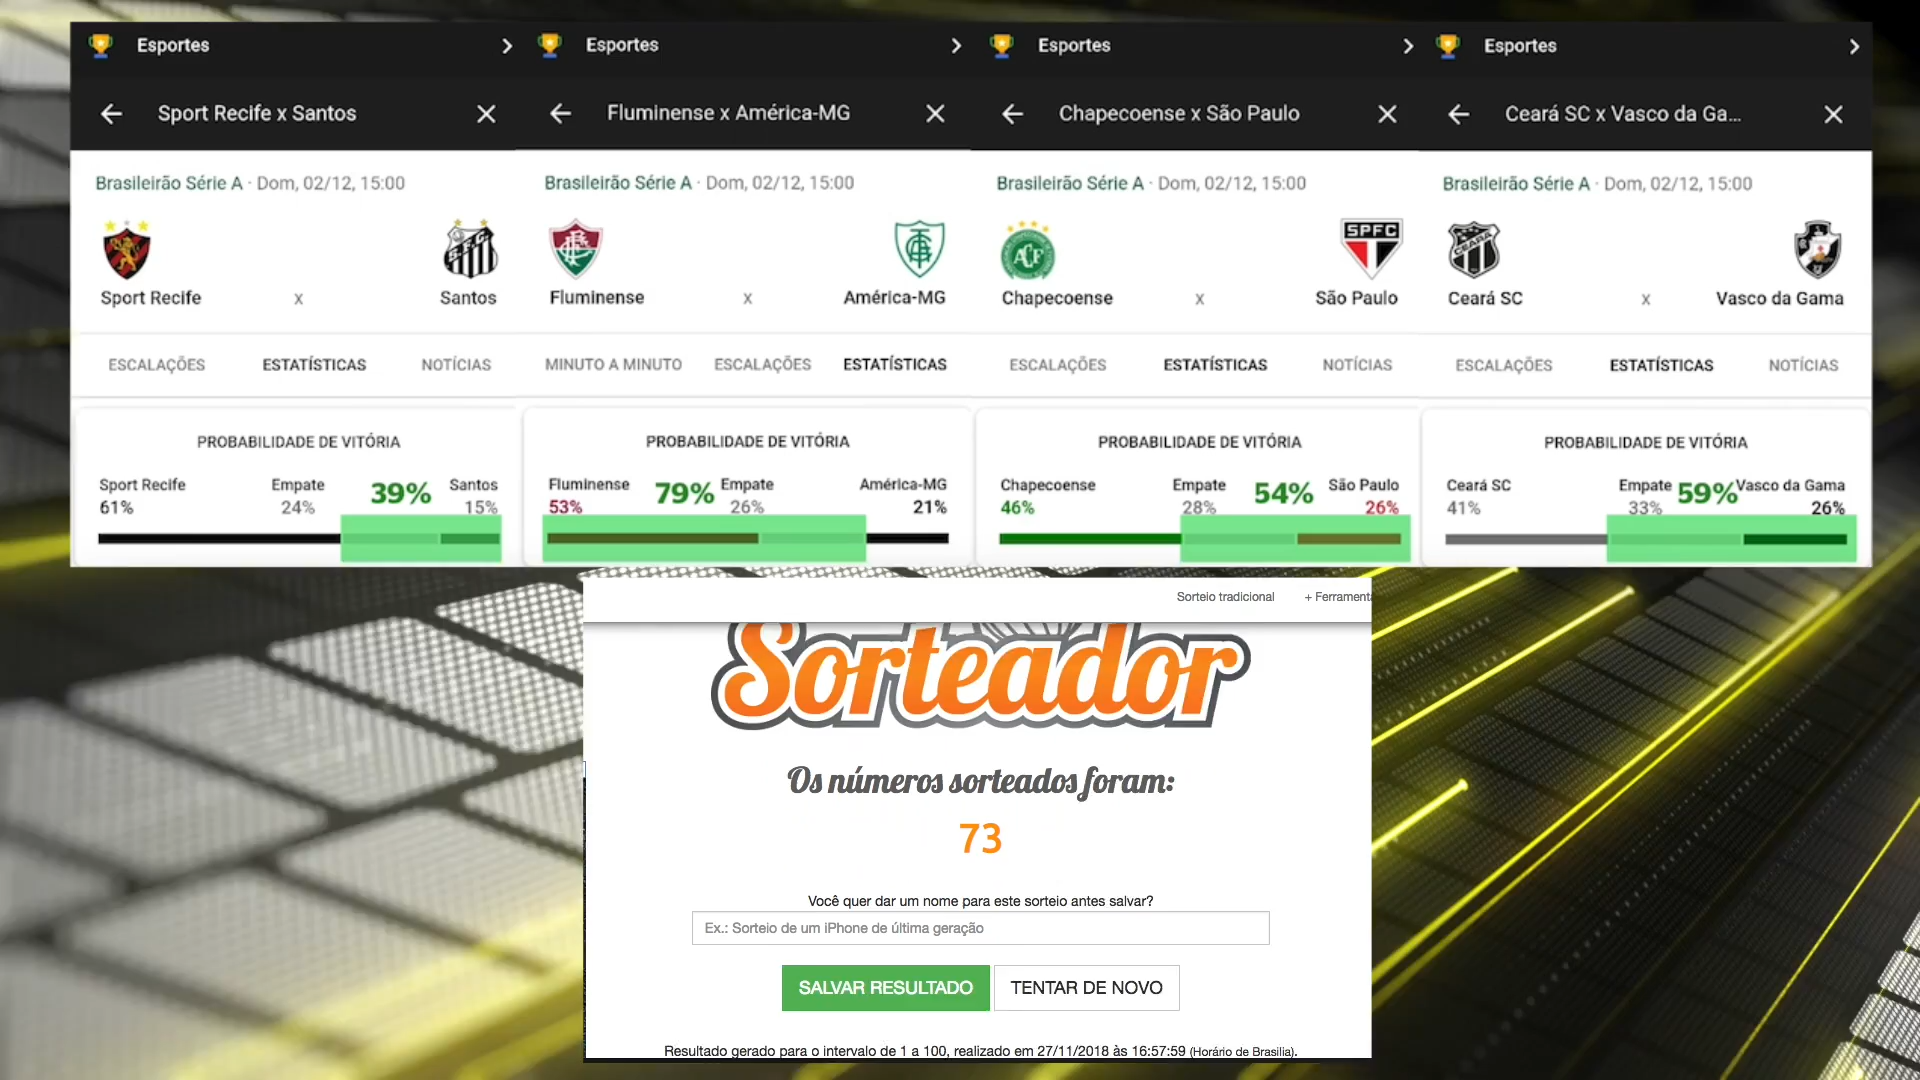 Esportes
Sport Recife x Santos
Brasileirão Série A · Dom, 02/12, 15:00
Sport Recife x Santos
ESCALAÇÕES ESTATÍSTICAS NOTÍCIAS
PROBABILIDADE DE VITÓRIA
Sport Recife Empate 39% Santos
61% 24% 15%
Esportes
Fluminense x América-MG
Brasileirão Série A · Dom, 02/12, 15:00
Fluminense x América-MG
MINUTO A MINUTO ESCALAÇÕES ESTATÍSTICAS
PROBABILIDADE DE VITÓRIA
Fluminense 79% Empate América-MG
53% 26% 21%
Esportes
Chapecoense x São Paulo
Brasileirão Série A · Dom, 02/12, 15:00
SPFC
Chapecoense x São Paulo
ESCALAÇÕES ESTATÍSTICAS NOTÍCIAS
PROBABILIDADE DE VITÓRIA
Chapecoense Empate 54% São Paulo
46% 28% 26%
Esportes
Ceará SC x Vasco da Ga...
Brasileirão Série A · Dom, 02/12, 15:00
CEARÁ
Ceará SC x Vasco da Gama
ESCALAÇÕES ESTATÍSTICAS NOTÍCIAS
PROBABILIDADE DE VITÓRIA
Ceará SC Empate 59% Vasco da Gama
41% 33% 26%
Sorteio tradicional + Ferramenta
Sorteador
Os números sorteados foram:
73
Você quer dar um nome para este sorteio antes salvar?
Ex.: Sorteio de um iPhone de última geração
SALVAR RESULTADO TENTAR DE NOVO
Resultado gerado para o intervalo de 1 a 100, realizado em 27/11/2018 às 16:57:59 (Horário de Brasilia).